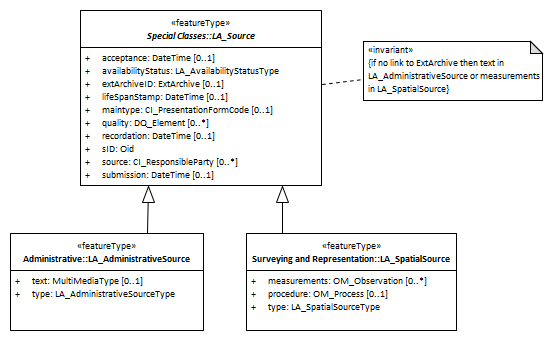 «featureType»
Special Classes::LA_Source
+ acceptance: DateTime [0..1]
+ availabilityStatus: LA_AvailabilityStatusType
+ extArchiveID: ExtArchive [0..1]
+ lifeSpanStamp: DateTime [0..1]
+ maintype: CI_PresentationFormCode [0..1]
+ quality: DQ_Element [0..*]
+ recordation: DateTime [0..1]
+ sID: Oid
+ source: CI_ResponsibleParty [0..*]
+ submission: DateTime [0..1]
«invariant»
{if no link to ExtArchive then text in
LA_AdministrativeSource or measurements
in LA_SpatialSource}
«featureType»
Administrative::LA_AdministrativeSource
+ text: MultiMediaType [0..1]
+ type: LA_AdministrativeSourceType
«featureType»
Surveying and Representation::LA_SpatialSource
+ measurements: OM_Observation [0..*]
+ procedure: OM_Process [0..1]
+ type: LA_SpatialSourceType